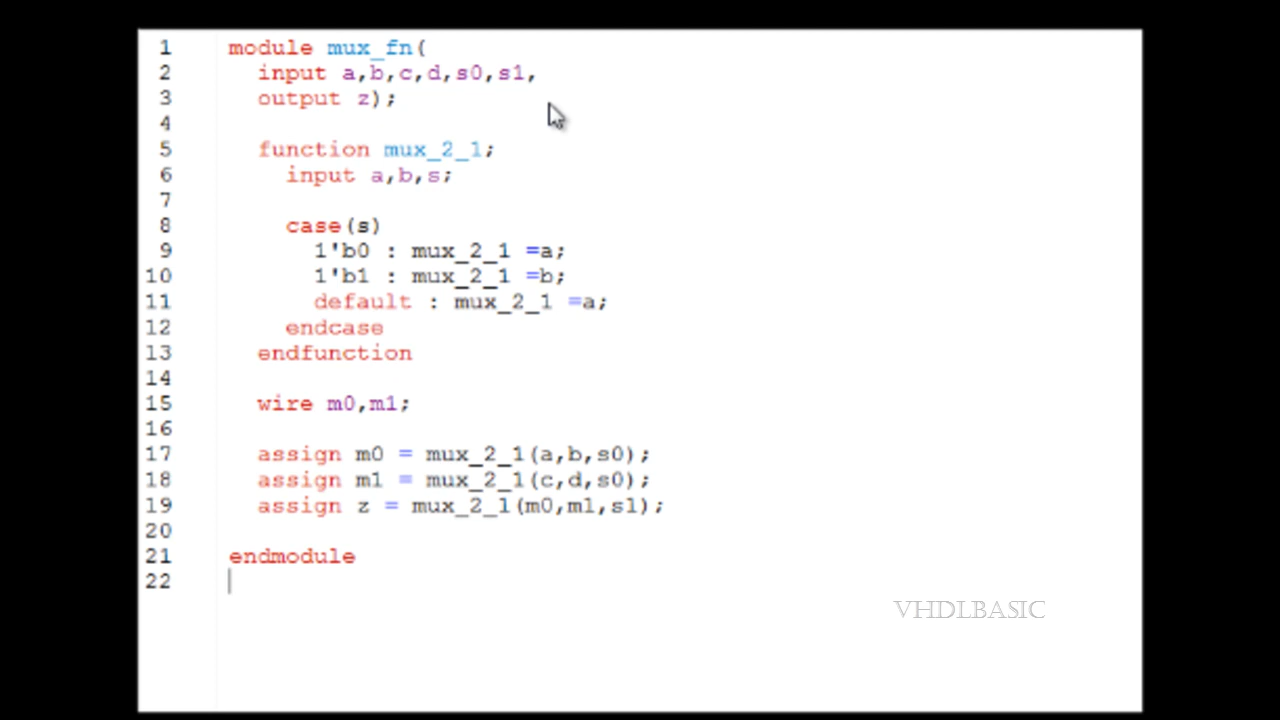 1 module mux_fn(
2 input a,b,c,d,s0,s1,
3 output z);
4
5 function mux_2_1;
6 input a,b,s;
7
8 case(s)
9 1'b0 : mux_2_1 =a;
10 1'b1 : mux_2_1 =b;
11 default : mux_2_1 =a;
12 endcase
13 endfunction
14
15 wire m0,m1;
16
17 assign m0 = mux_2_1(a,b,s0);
18 assign m1 = mux_2_1(c,d,s0);
19 assign z = mux_2_1(m0,m1,s1);
20
21 endmodule
22
VHDLBASIC